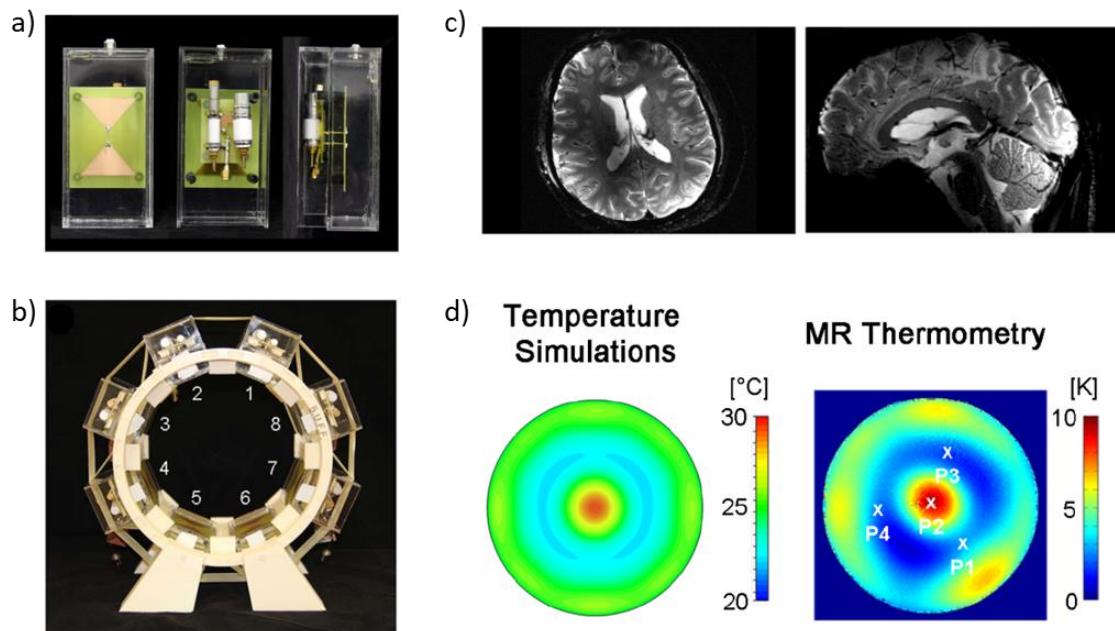 a)
c)
b)
2
1
3
8
4
7
5
6
d)
Temperature
Simulations
[°C]
30
25
20
MR Thermometry
[K]
10
5
0
P3
P2
P4
P1
x
x
x
x